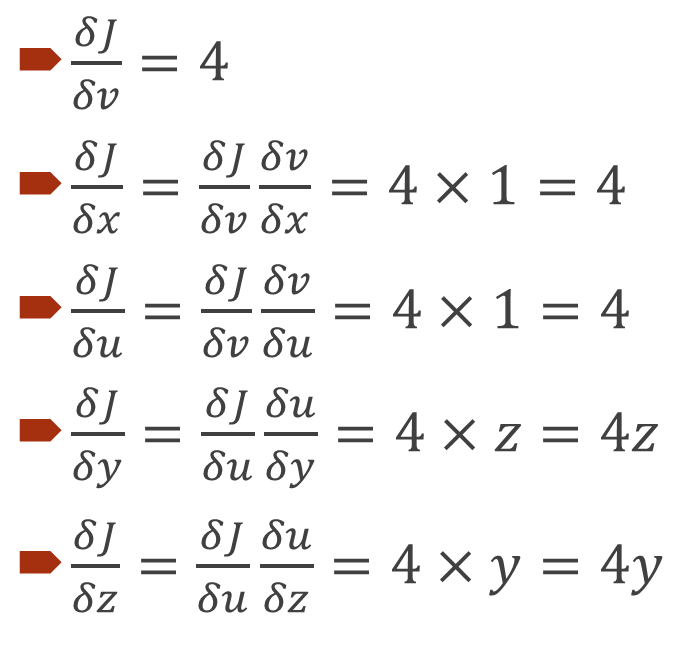 δJ/δv = 4
δJ/δx = δJ/δv δv/δx = 4 × 1 = 4
δJ/δu = δJ/δv δv/δu = 4 × 1 = 4
δJ/δy = δJ/δu δu/δy = 4 × z = 4z
δJ/δz = δJ/δu δu/δz = 4 × y = 4y